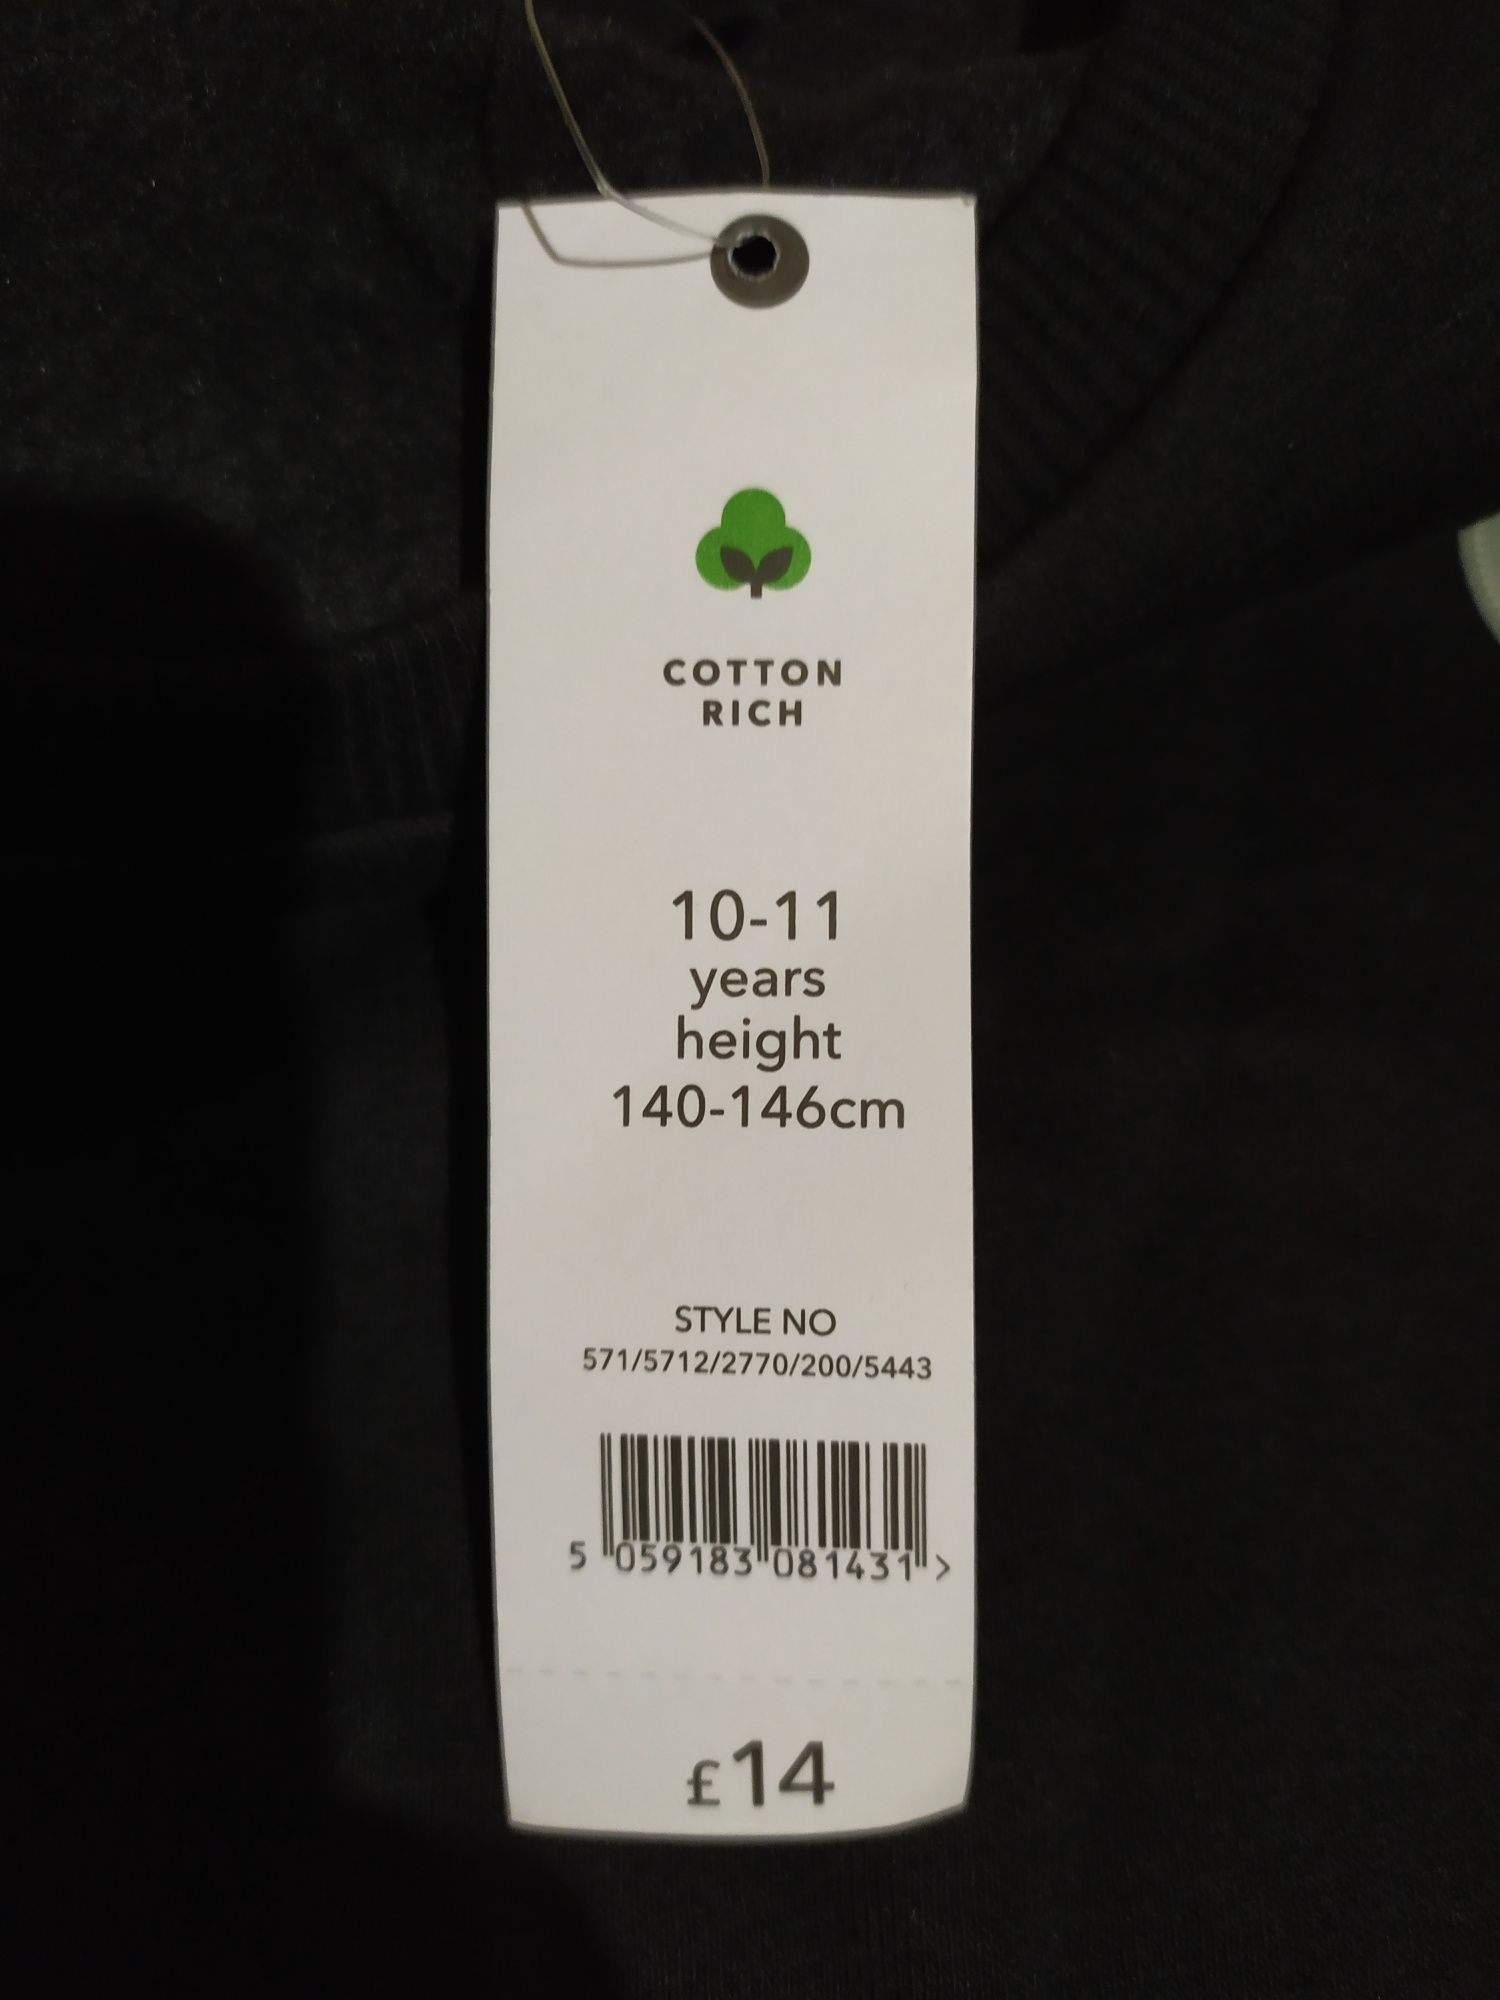 COTTON
RICH
10-11
years
height
140-146cm
STYLE NO
571/5712/2770/200/5443
5 059183 081431 >
£14